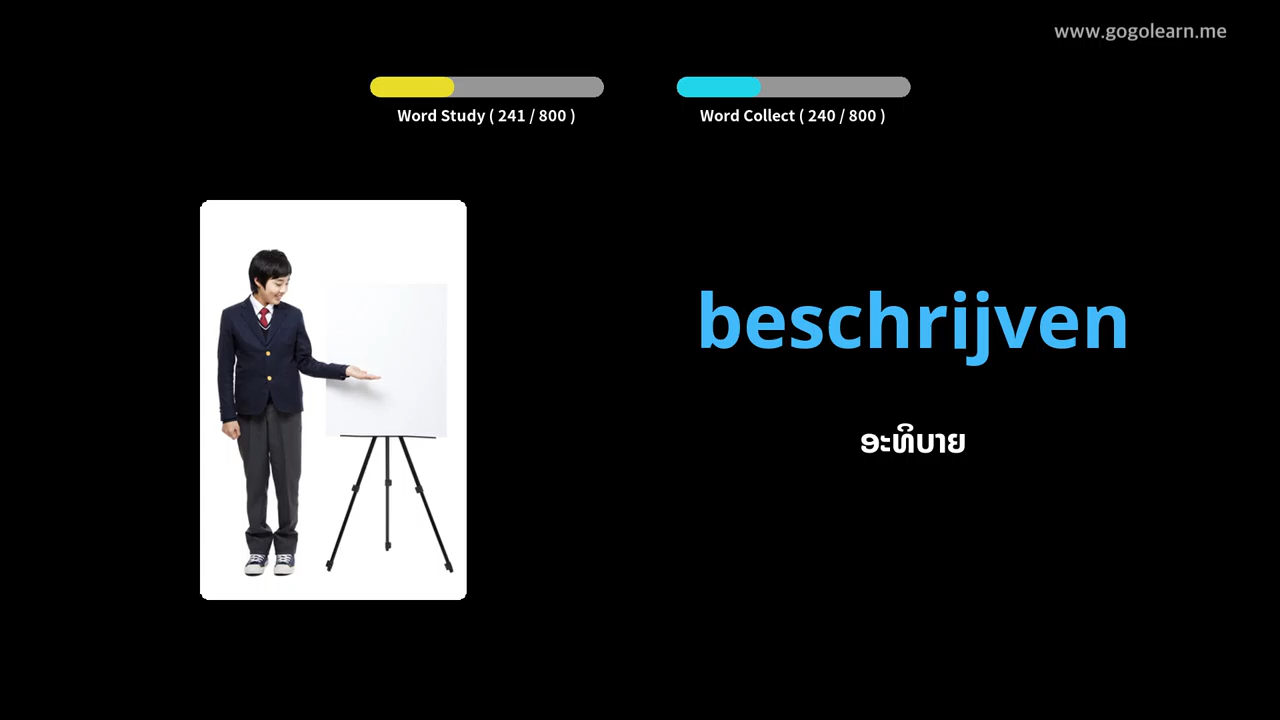 www.gogolearn.me
Word Study ( 241 / 800 )
Word Collect ( 240 / 800 )
beschrijven
ອະທິບາຍ